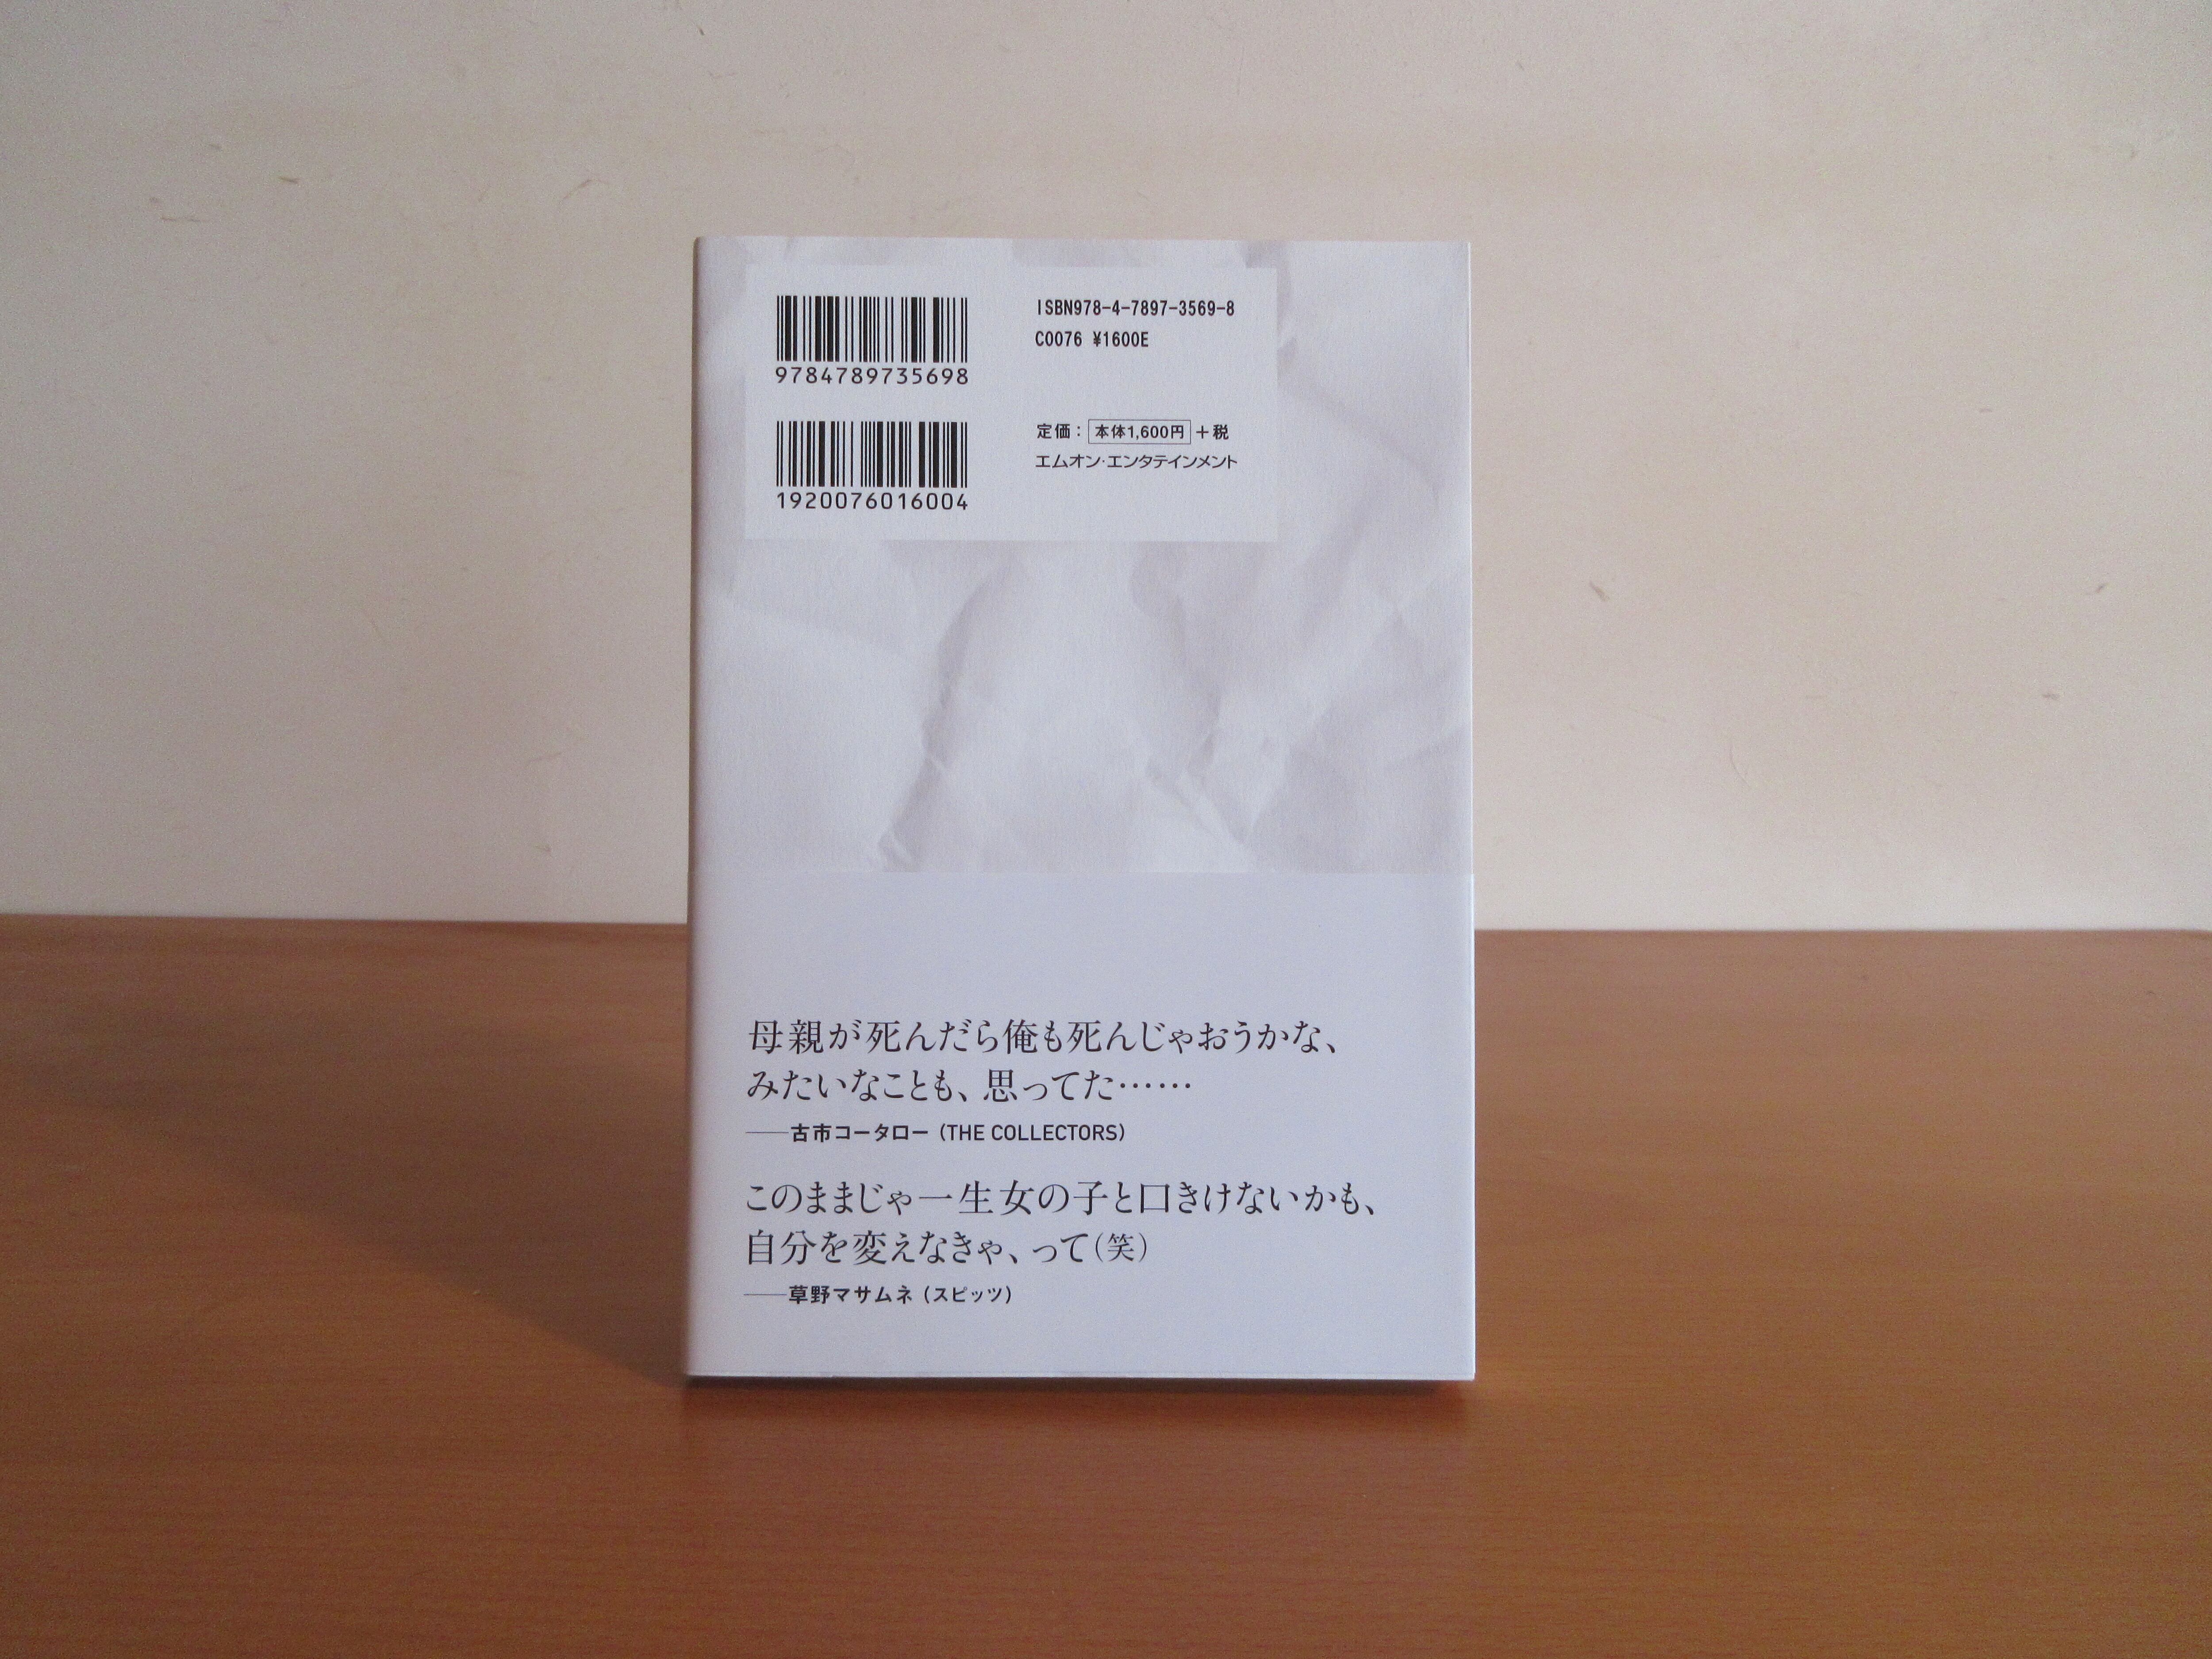 ISBN978-4-7897-3569-8
C0076 ¥1600E
9784789735698
定価：本体1,600円＋税
エムオン・エンタテインメント
1920076016004
母親が死んだら俺も死んじゃおうかな、
みたいなことも、思ってた……
――古市コータロー（THE COLLECTORS）
このままじゃ一生女の子と口きけないかも、
自分を変えなきゃ、って（笑）
――草野マサムネ（スピッツ）